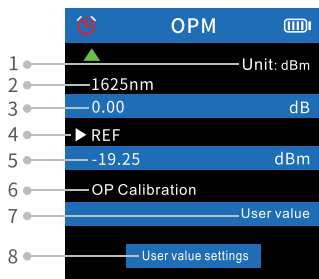 OPM
1 Unit: dBm
2 1625nm
3 0.00 dB
4 REF
5 -19.25 dBm
6 OP Calibration
7 User value
8 User value settings